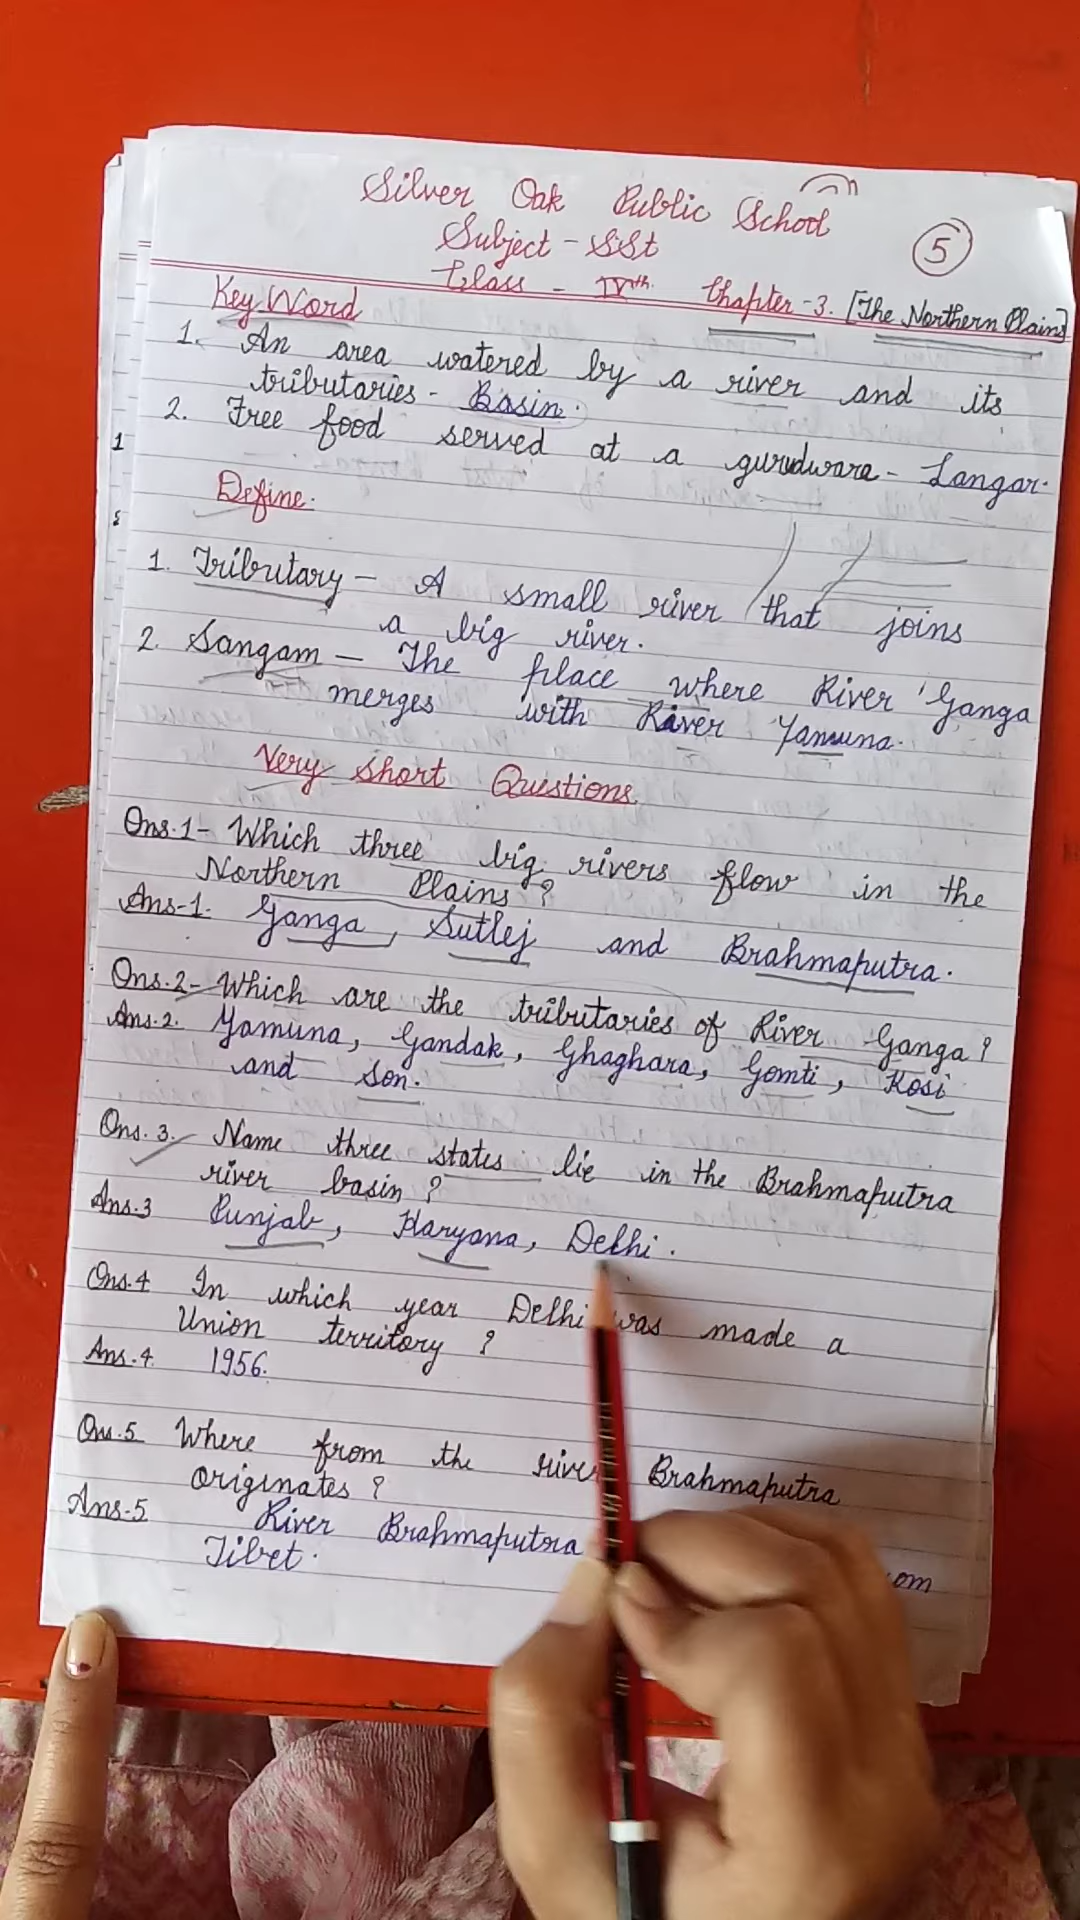 Silver Oak Public School
Subject - S.St
5
Class - IVth. Chapter-3. [The Northern Plains]
Key Word
1. An area watered by a river and its
tributaries - Basin.
2. Free food served at a gurudwara - Langar.
Define.
1. Tributary - A small river that joins
a big river.
2. Sangam - The place where River Ganga
merges with River Yamuna.
Very Short Questions
Qns.1- Which three big rivers flow in the
Northern Plains?
Ans-1. Ganga, Sutlej and Brahmaputra.
Qns.2- Which are the tributaries of River Ganga?
Ans.2. Yamuna, Gandak, Ghaghara, Gomti, Kosi
and Son.
Qns.3. Name three states lie in the Brahmaputra
river basin?
Ans.3 Punjab, Haryana, Delhi.
Qns.4 In which year Delhi was made a
Union territory?
Ans.4. 1956.
Qns.5 Where from the river Brahmaputra
originates?
Ans-5 River Brahmaputra
Tibet.